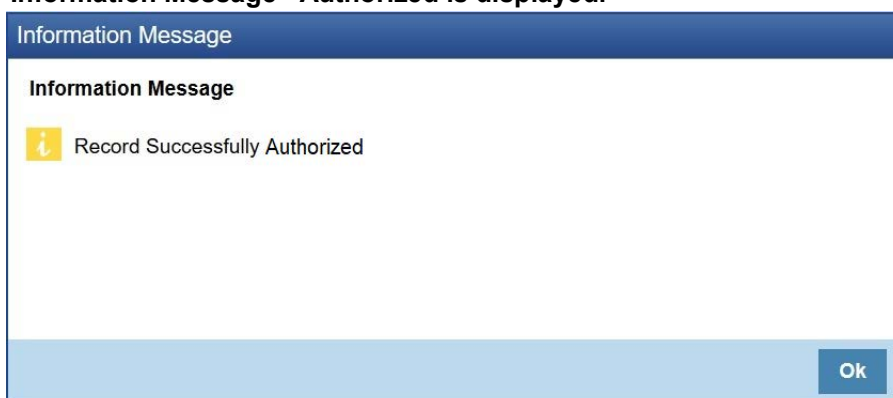 Information Message - Authorized is displayed.
Information Message
Information Message
i Record Successfully Authorized
Ok